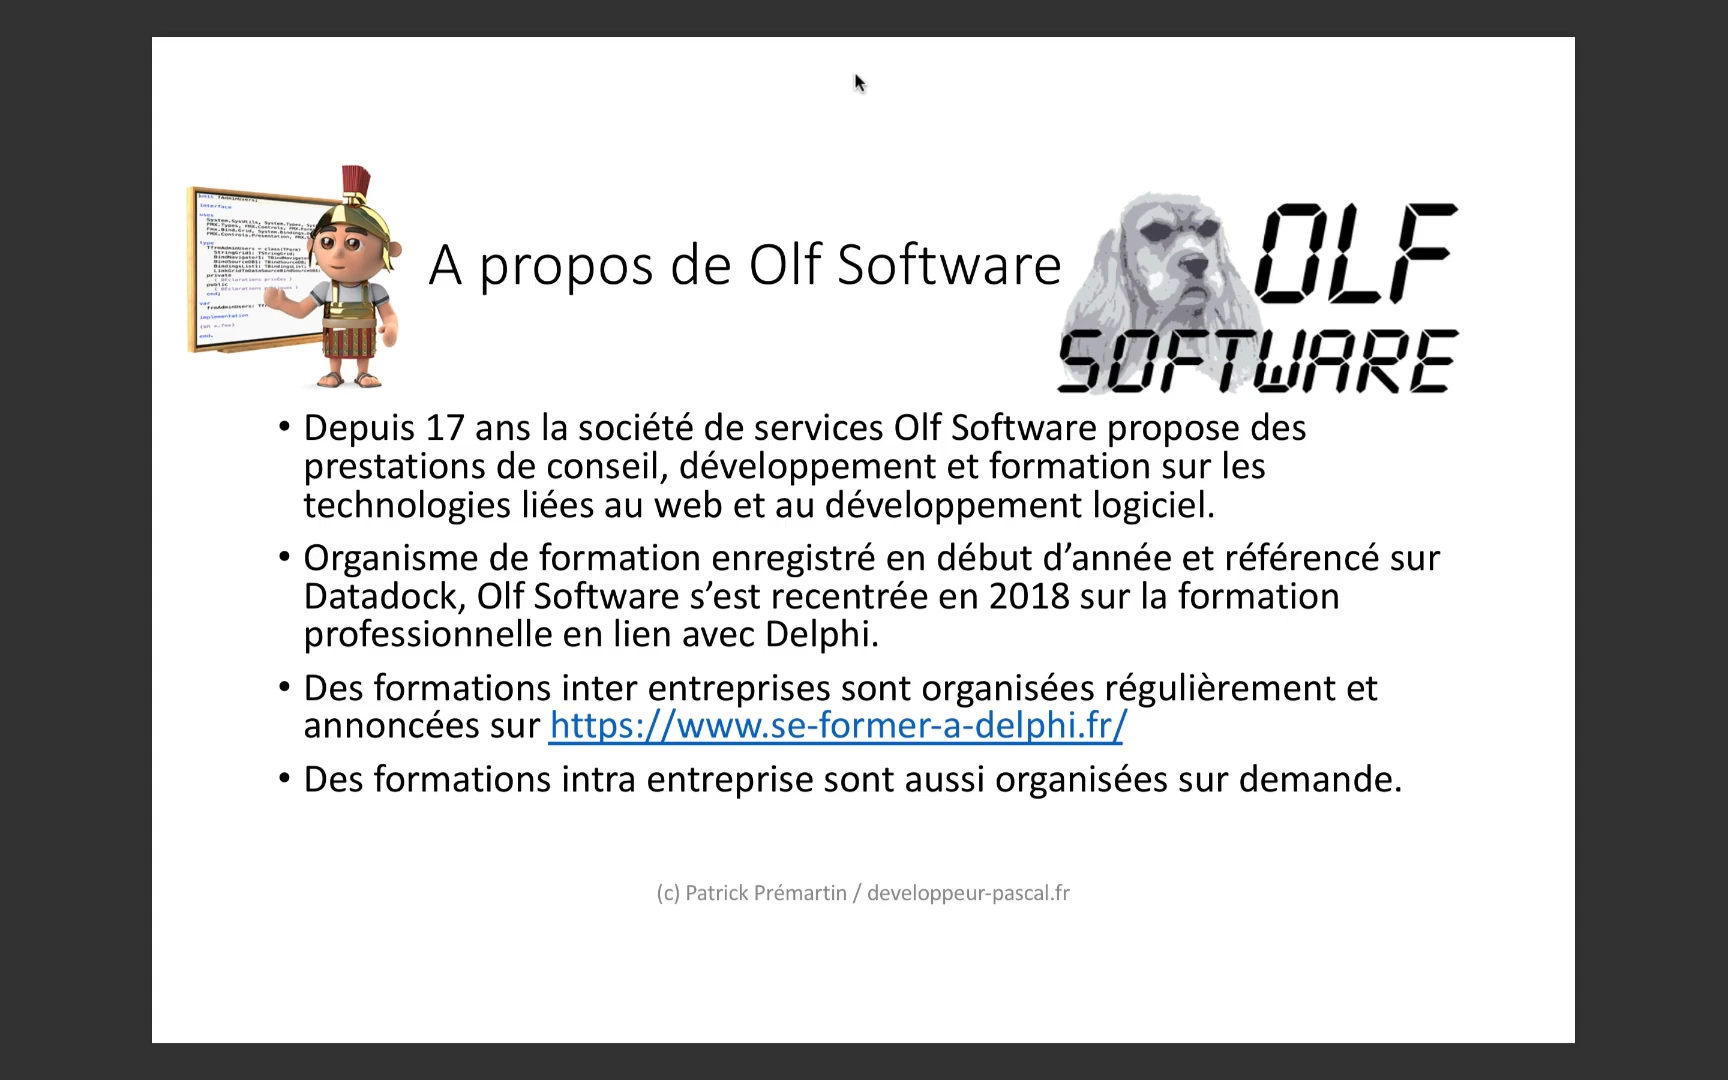 A propos de Olf Software
OLF
SOFTWARE
• Depuis 17 ans la société de services Olf Software propose des
prestations de conseil, développement et formation sur les
technologies liées au web et au développement logiciel.
• Organisme de formation enregistré en début d’année et référencé sur
Datadock, Olf Software s’est recentrée en 2018 sur la formation
professionnelle en lien avec Delphi.
• Des formations inter entreprises sont organisées régulièrement et
annoncées sur https://www.se-former-a-delphi.fr/
• Des formations intra entreprise sont aussi organisées sur demande.
(c) Patrick Prémartin / developpeur-pascal.fr